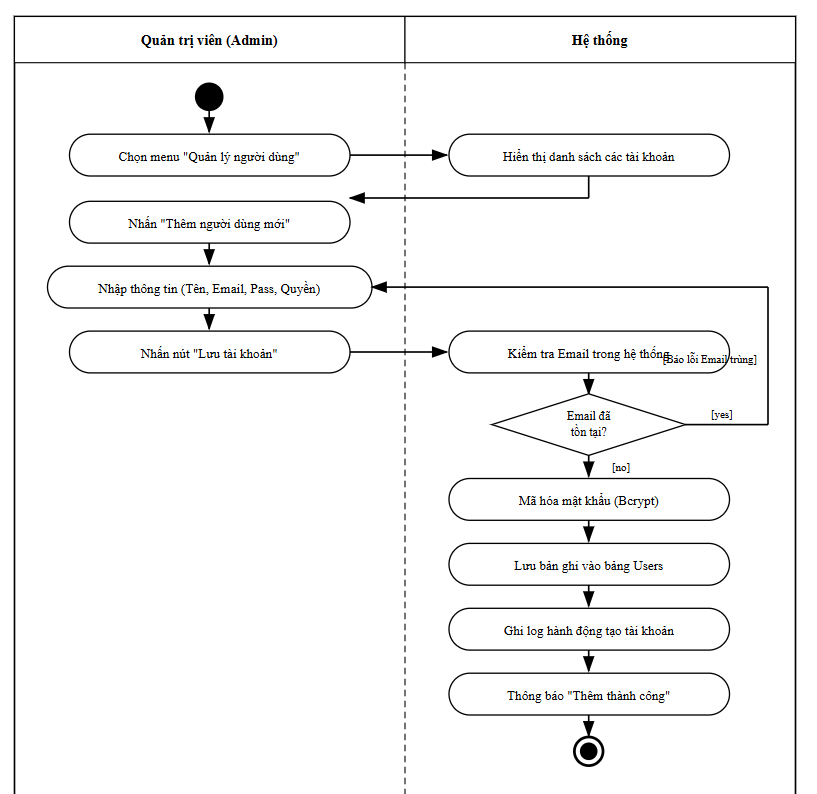 Quản trị viên (Admin)
Hệ thống
Chọn menu "Quản lý người dùng"
Hiển thị danh sách các tài khoản
Nhấn "Thêm người dùng mới"
Nhập thông tin (Tên, Email, Pass, Quyền)
Nhấn nút "Lưu tài khoản"
Kiểm tra Email trong hệ thống
[Báo lỗi Email trùng]
Email đã
tồn tại?
[yes]
[no]
Mã hóa mật khẩu (Bcrypt)
Lưu bản ghi vào bảng Users
Ghi log hành động tạo tài khoản
Thông báo "Thêm thành công"